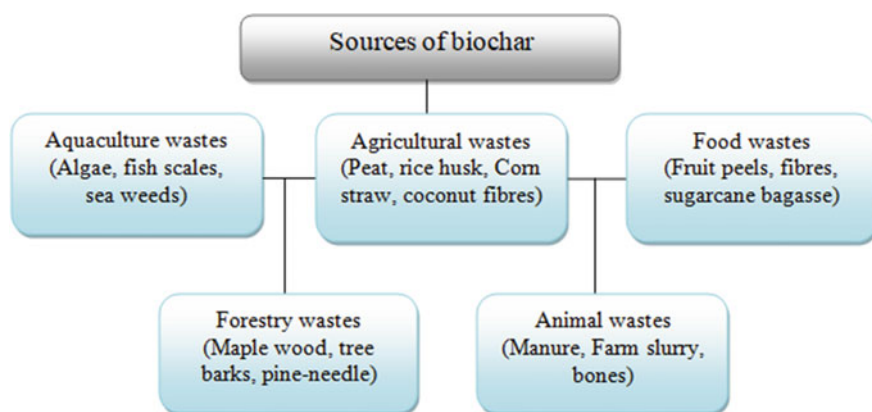 Sources of biochar
Aquaculture wastes
(Algae, fish scales,
sea weeds)
Agricultural wastes
(Peat, rice husk, Corn
straw, coconut fibres)
Food wastes
(Fruit peels, fibres,
sugarcane bagasse)
Forestry wastes
(Maple wood, tree
barks, pine-needle)
Animal wastes
(Manure, Farm slurry,
bones)